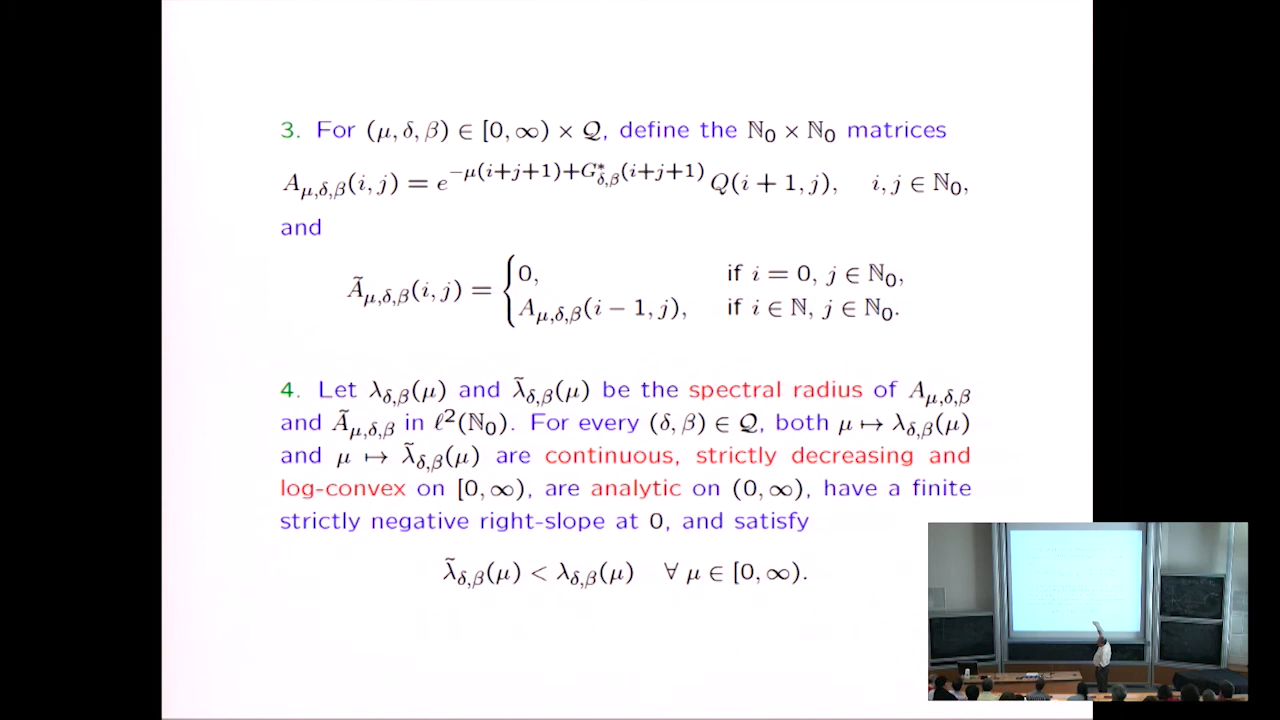 3. For (μ, δ, β) ∈ [0, ∞) × 𝒬, define the ℕ₀ × ℕ₀ matrices
A_{μ,δ,β}(i, j) = e^{−μ(i+j+1)+G*_{δ,β}(i+j+1)} Q(i + 1, j), i, j ∈ ℕ₀,
and
Ã_{μ,δ,β}(i, j) = { 0, if i = 0, j ∈ ℕ₀,
A_{μ,δ,β}(i − 1, j), if i ∈ ℕ, j ∈ ℕ₀.
4. Let λ_{δ,β}(μ) and λ̃_{δ,β}(μ) be the spectral radius of A_{μ,δ,β}
and Ã_{μ,δ,β} in ℓ²(ℕ₀). For every (δ, β) ∈ 𝒬, both μ ↦ λ_{δ,β}(μ)
and μ ↦ λ̃_{δ,β}(μ) are continuous, strictly decreasing and
log-convex on [0, ∞), are analytic on (0, ∞), have a finite
strictly negative right-slope at 0, and satisfy
λ̃_{δ,β}(μ) < λ_{δ,β}(μ) ∀ μ ∈ [0, ∞).